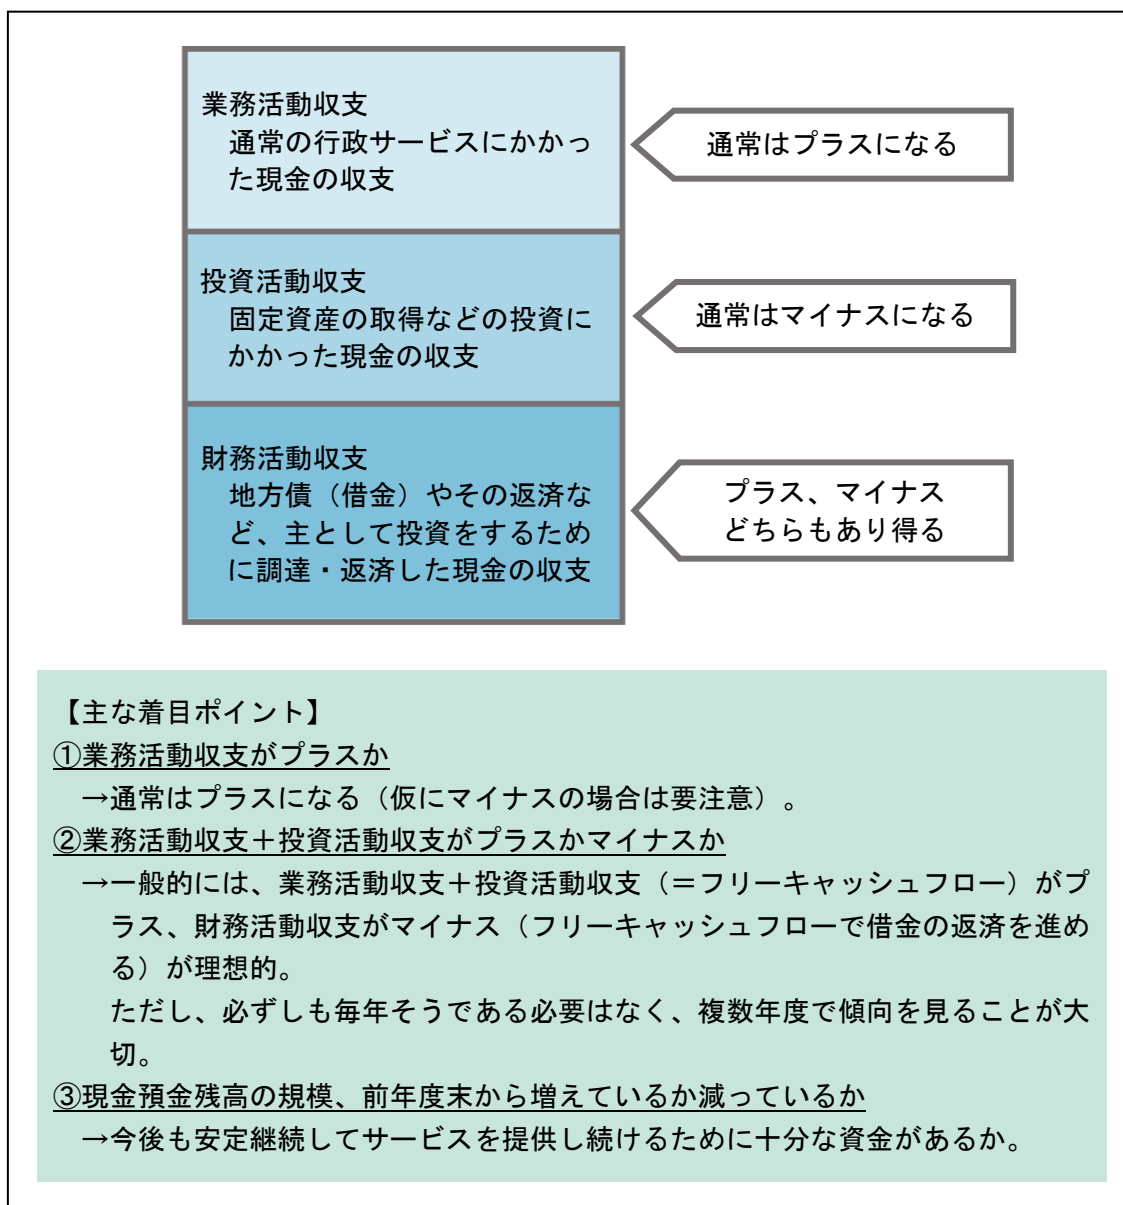 業務活動収支
通常の行政サービスにかかっ
た現金の収支
通常はプラスになる
投資活動収支
固定資産の取得などの投資に
かかった現金の収支
通常はマイナスになる
財務活動収支
地方債（借金）やその返済な
ど、主として投資をするため
に調達・返済した現金の収支
プラス、マイナス
どちらもあり得る
【主な着目ポイント】
①業務活動収支がプラスか
→通常はプラスになる（仮にマイナスの場合は要注意）。
②業務活動収支＋投資活動収支がプラスかマイナスか
→一般的には、業務活動収支＋投資活動収支（＝フリーキャッシュフロー）がプ
ラス、財務活動収支がマイナス（フリーキャッシュフローで借金の返済を進め
る）が理想的。
ただし、必ずしも毎年そうである必要はなく、複数年度で傾向を見ることが大
切。
③現金預金残高の規模、前年度末から増えているか減っているか
→今後も安定継続してサービスを提供し続けるために十分な資金があるか。